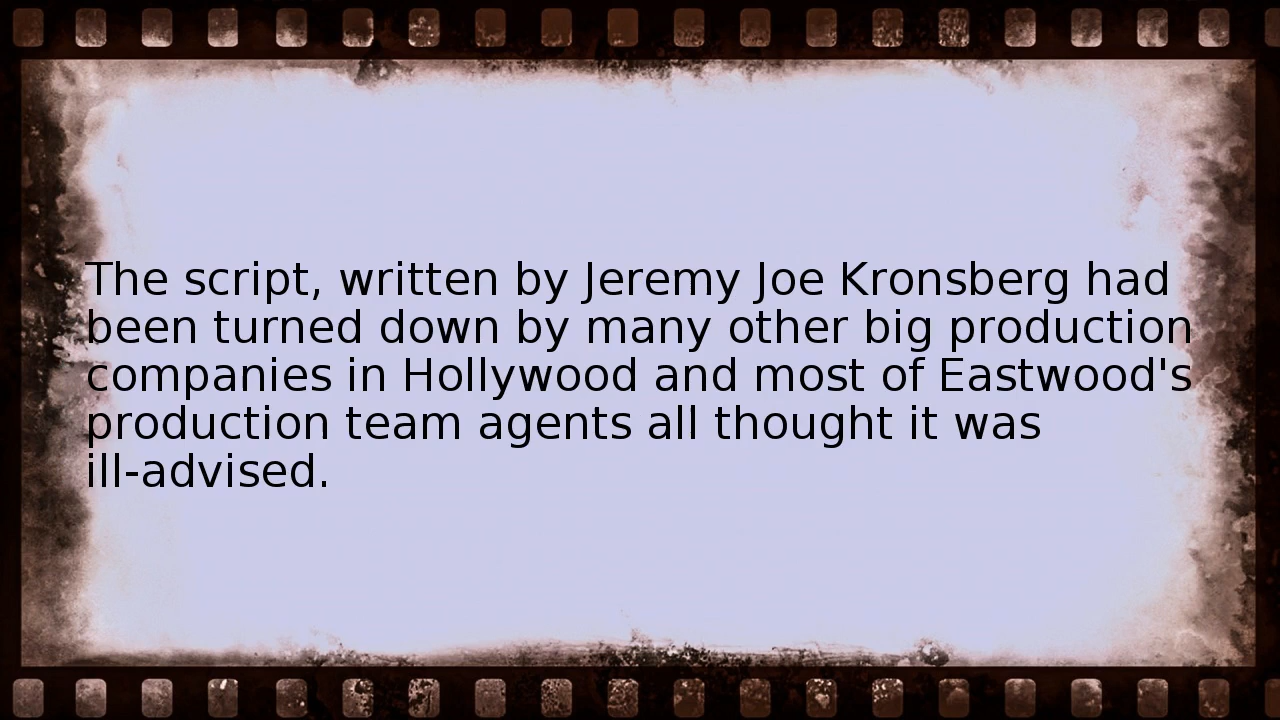 The script, written by Jeremy Joe Kronsberg had
been turned down by many other big production
companies in Hollywood and most of Eastwood's
production team agents all thought it was
ill-advised.